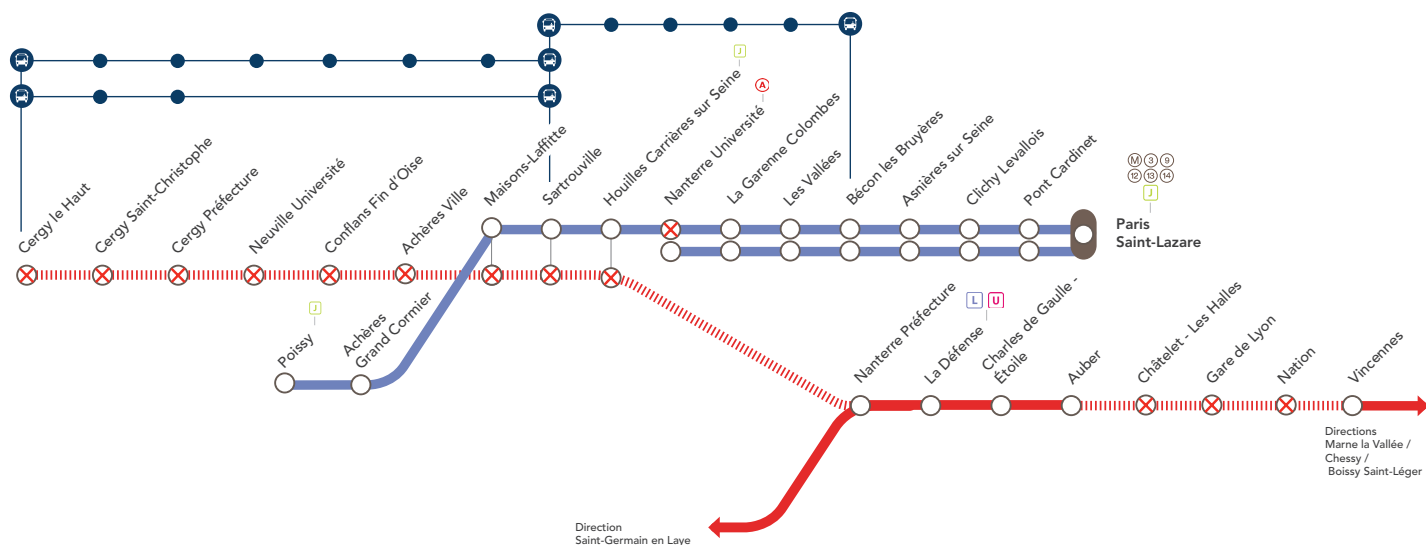 J
A
Cergy le Haut
Cergy Saint-Christophe
Cergy Préfecture
Neuville Université
Conflans Fin d'Oise
Achères Ville
Maisons-Laffitte
Sartrouville
Houilles Carrières sur Seine
Nanterre Université
La Garenne Colombes
Les Vallées
Bécon les Bruyères
Asnières sur Seine
Clichy Levallois
Pont Cardinet
M 3 9
12 13 14
J
Paris
Saint-Lazare
J
Poissy
Achères
Grand Cormier
L U
Nanterre Préfecture
La Défense
Charles de Gaulle -
Étoile
Auber
Châtelet - Les Halles
Gare de Lyon
Nation
Vincennes
Directions
Marne la Vallée /
Chessy /
Boissy Saint-Léger
Direction
Saint-Germain en Laye